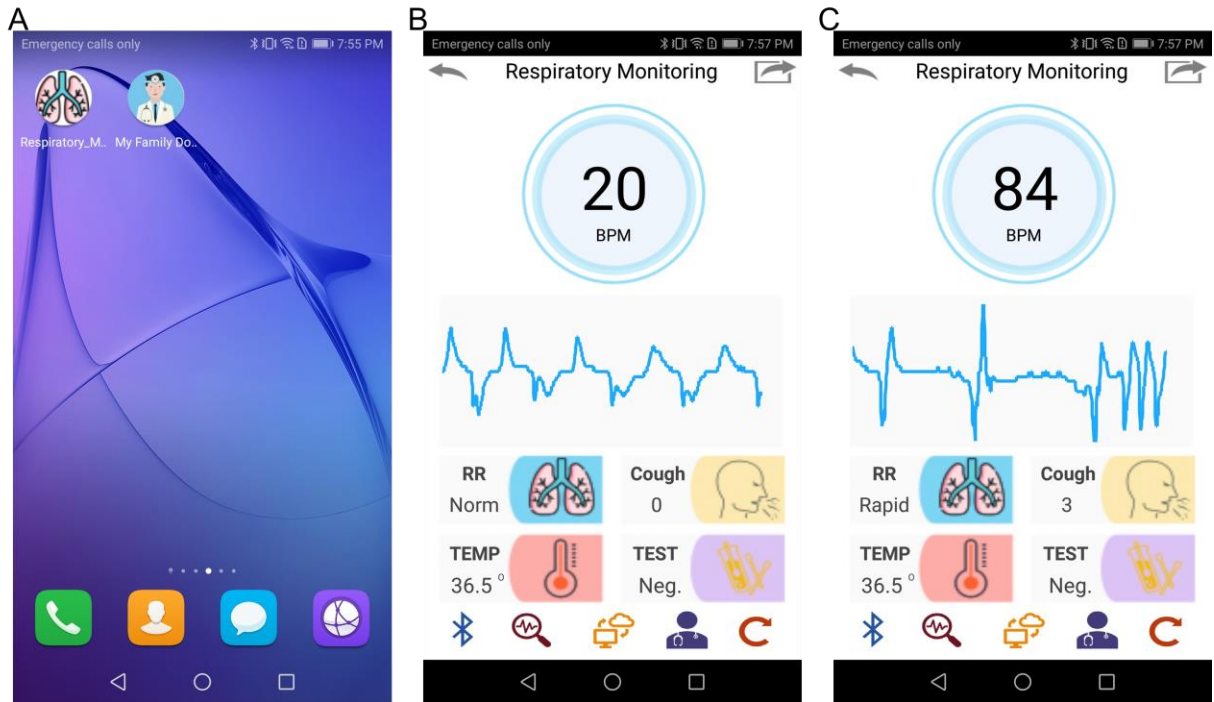 A
Emergency calls only
7:55 PM
Respiratory_M..
My Family Do..
B
Emergency calls only
7:57 PM
Respiratory Monitoring
20
BPM
RR
Norm
Cough
0
TEMP
36.5 °
TEST
Neg.
C
Emergency calls only
7:57 PM
Respiratory Monitoring
84
BPM
RR
Rapid
Cough
3
TEMP
36.5 °
TEST
Neg.